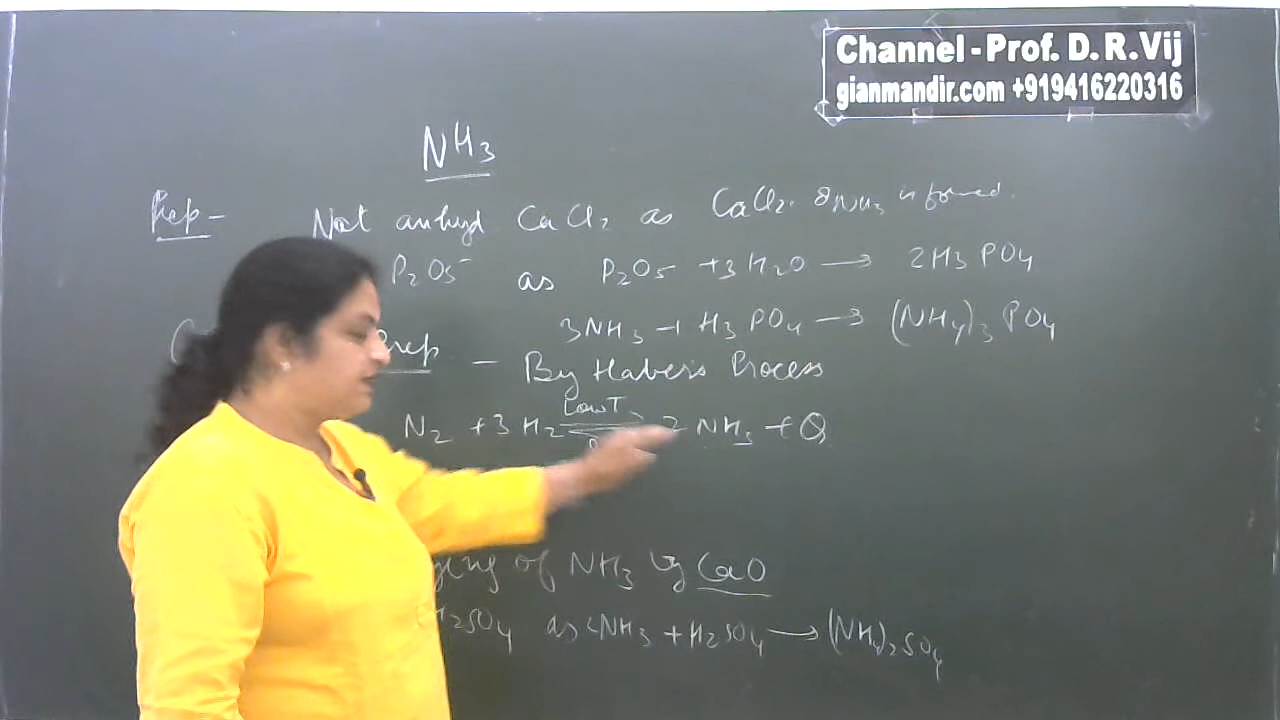 Channel - Prof. D. R. Vij
gianmandir.com +919416220316
NH₃
Prep - Not anhyd CaCl₂ as CaCl₂. 8NH₃ is formed.
P₂O₅ as P₂O₅ + 3H₂O → 2H₃PO₄
3NH₃ + H₃PO₄ → (NH₄)₃PO₄
Prep - By Haber's Process
N₂ + 3H₂ ⇌ Low T 2NH₃ + Q
of NH₃ by CaO
H₂SO₄ as 2NH₃ + H₂SO₄ → (NH₄)₂SO₄